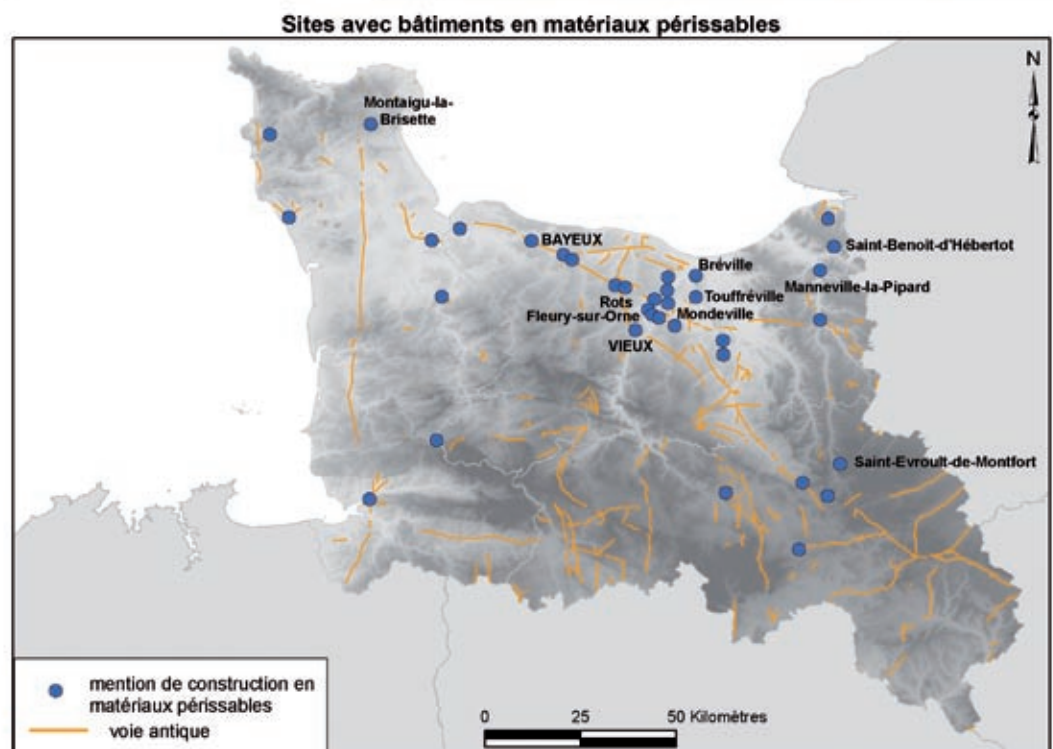 Sites avec bâtiments en matériaux périssables
N
Montaigu-la-
Brisette
BAYEUX
Saint-Benoit-d'Hébertot
Bréville
Manneville-la-Pipard
Rots
Touffréville
Fleury-sur-Orne
Mondeville
VIEUX
Saint-Evroult-de-Montfort
mention de construction en
matériaux périssables
voie antique
0 25 50 Kilomètres